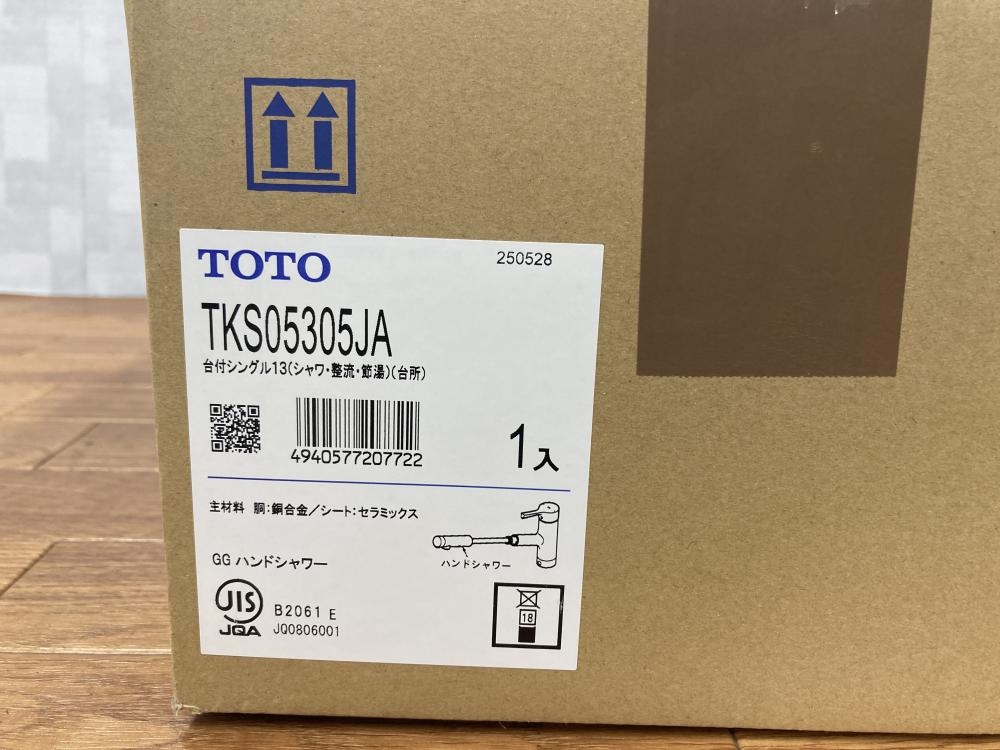 TOTO
250528
TKS05305JA
台付シングル13(シャワ・整流・節湯)(台所)
4940577207722
1入
主材料 胴:銅合金/シート:セラミックス
ハンドシャワー
GG ハンドシャワー
JIS
JQA
B2061 E
JQ0806001
18